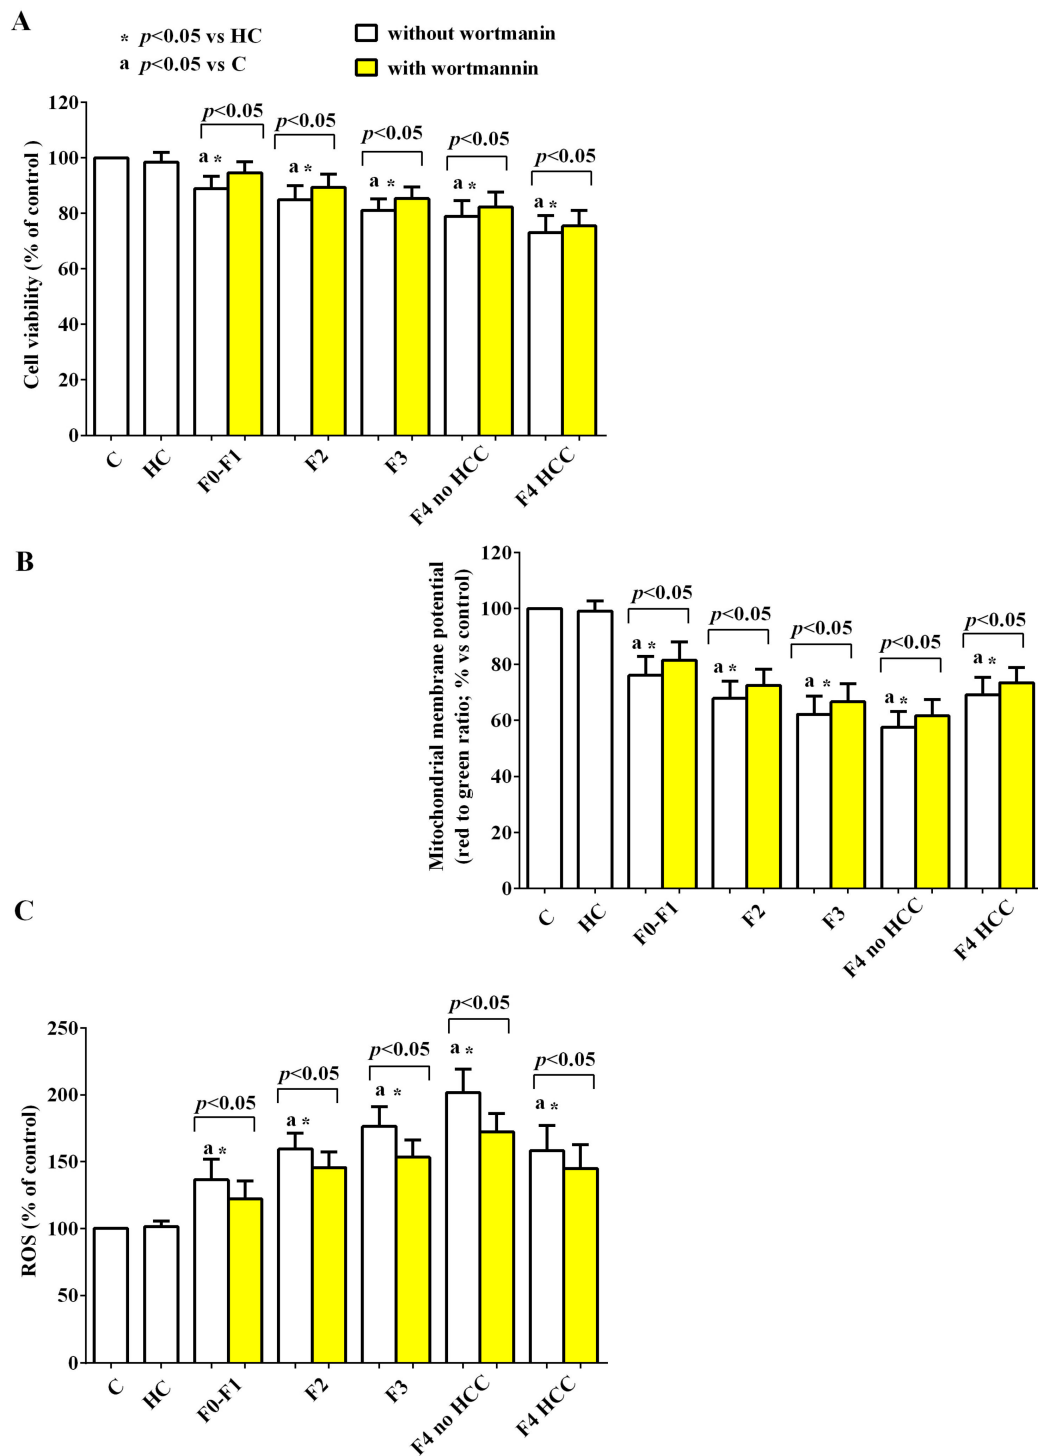 A
* p<0.05 vs HC
a p<0.05 vs C
without wortmanin
with wortmannin
Cell viability (% of control )
120
100
80
60
40
20
0
p<0.05
p<0.05
p<0.05
p<0.05
p<0.05
a *
a *
a *
a *
a *
C
HC
F0-F1
F2
F3
F4 no HCC
F4 HCC
B
Mitochondrial membrane potential
(red to green ratio; % vs control)
120
100
80
60
40
20
0
p<0.05
p<0.05
p<0.05
p<0.05
p<0.05
a *
a *
a *
a *
a *
C
HC
F0-F1
F2
F3
F4 no HCC
F4 HCC
C
ROS (% of control)
250
200
150
100
50
0
p<0.05
p<0.05
p<0.05
p<0.05
p<0.05
a *
a *
a *
a *
a *
C
HC
F0-F1
F2
F3
F4 no HCC
F4 HCC